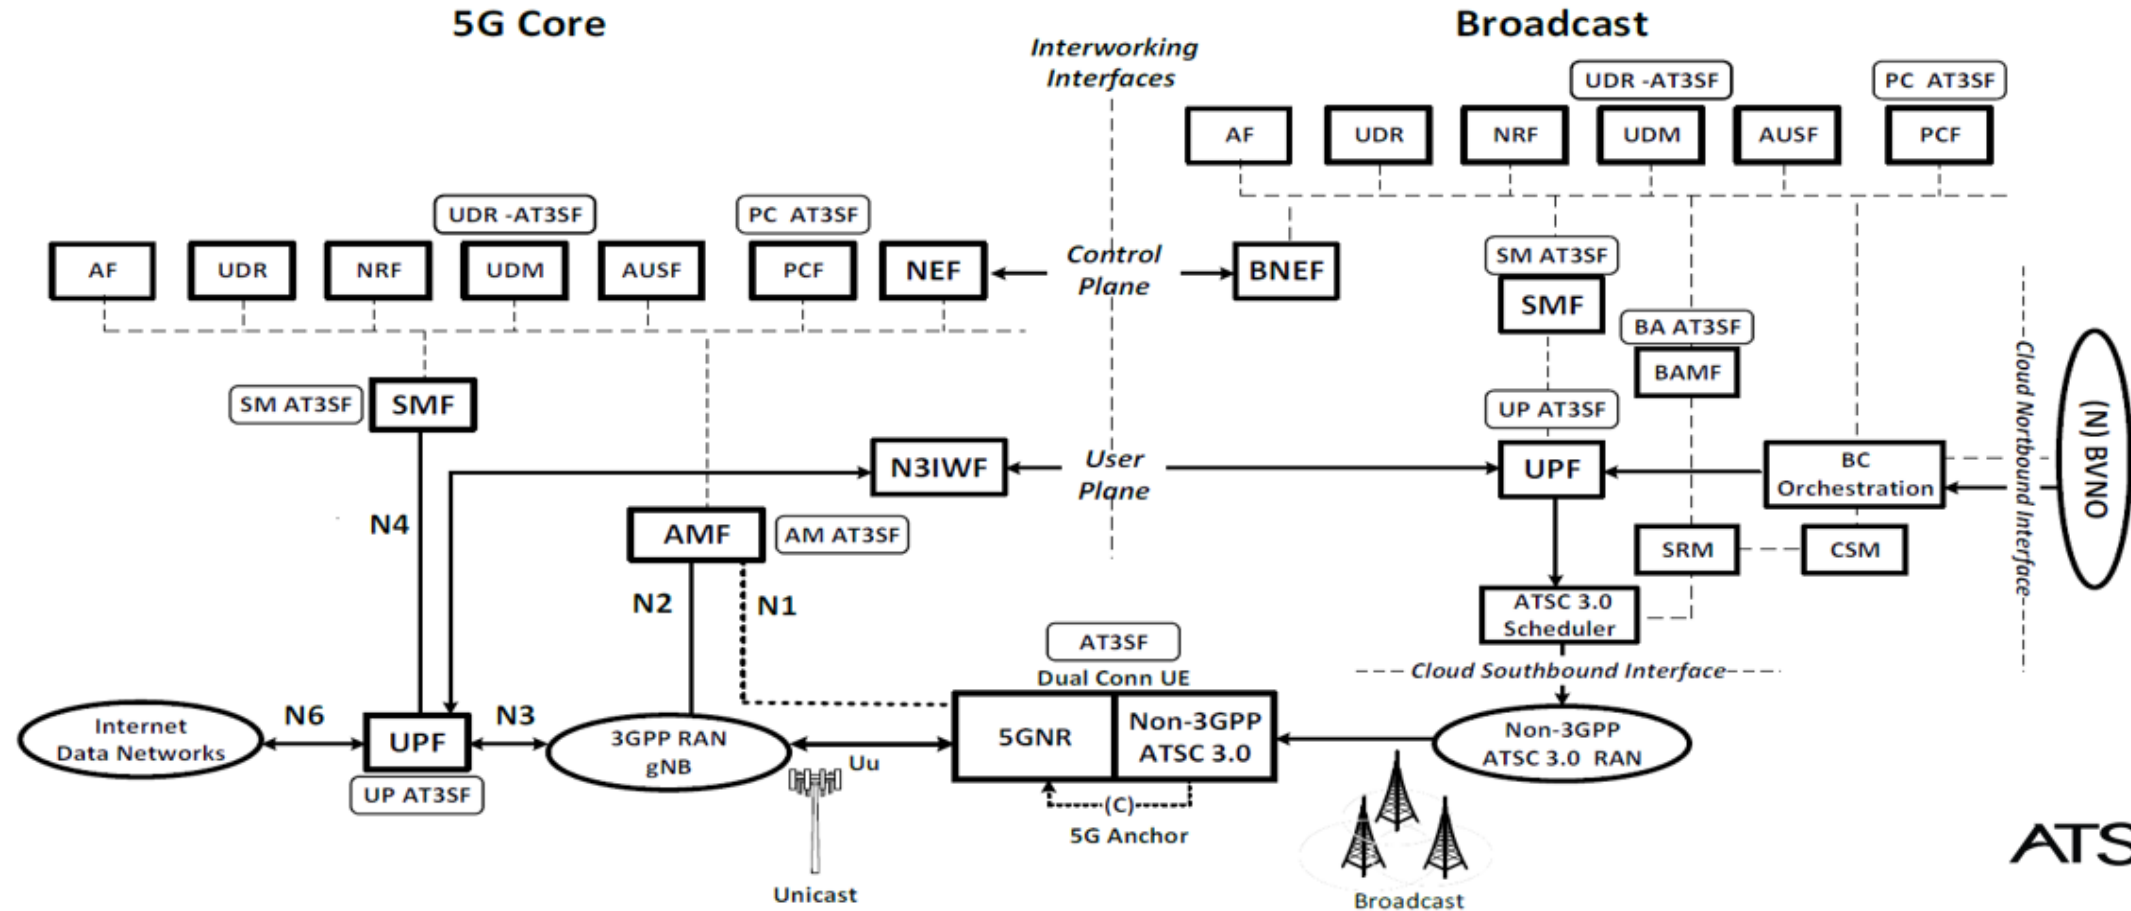 5G Core
Broadcast
Interworking
Interfaces
UDR -AT3SF
PC AT3SF
AF
UDR
NRF
UDM
AUSF
PCF
UDR -AT3SF
PC AT3SF
AF
UDR
NRF
UDM
AUSF
PCF
NEF
Control
Plane
BNEF
SM AT3SF
SMF
BA AT3SF
BAMF
SM AT3SF
SMF
UP AT3SF
N3IWF
User
Plane
UPF
BC
Orchestration
Cloud Nortbound Interface
(N) BVNO
N4
AMF
AM AT3SF
SRM
CSM
N2
N1
ATSC 3.0
Scheduler
AT3SF
Dual Conn UE
Cloud Southbound Interface
Internet
Data Networks
N6
UPF
N3
3GPP RAN
gNB
Uu
5GNR
Non-3GPP
ATSC 3.0
Non-3GPP
ATSC 3.0 RAN
UP AT3SF
(C)
5G Anchor
Unicast
Broadcast
ATS